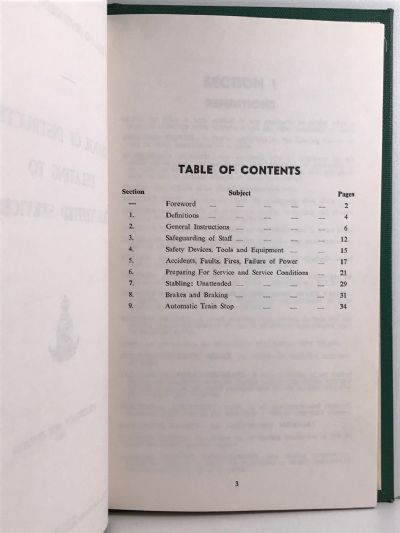 TABLE OF CONTENTS
Section Subject Pages
— Foreword 2
1. Definitions 4
2. General Instructions 6
3. Safeguarding of Staff 12
4. Safety Devices, Tools and Equipment 15
5. Accidents, Faults, Fires, Failure of Power 17
6. Preparing For Service and Service Conditions 21
7. Stabling: Unattended 29
8. Brakes and Braking 31
9. Automatic Train Stop 34
3